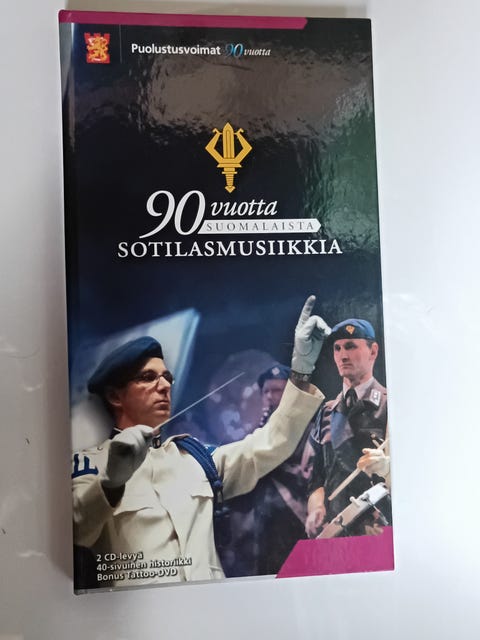 Puolustusvoimat 90 vuotta
90 vuotta
SUOMALAISTA
SOTILASMUSIIKKIA
2 CD-levyä
40-sivuinen historiikki
Bonus Tattoo-DVD